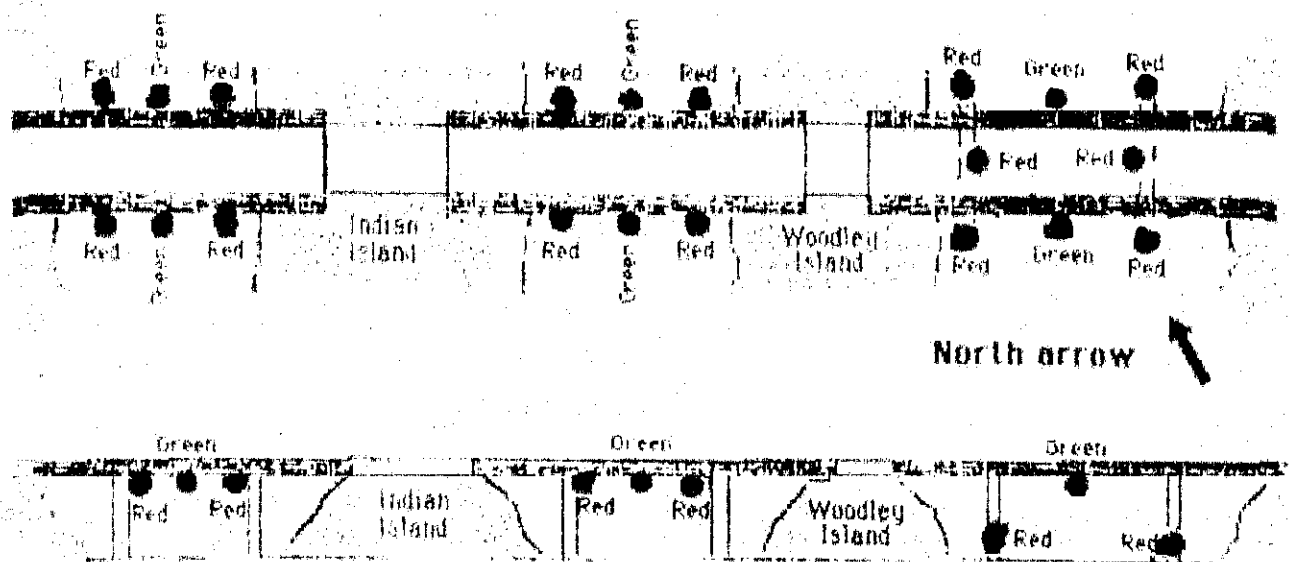 Red Green Red Red Green Red Red Green Red
Red Red
Red Green Red Indian Island Red Green Red Woodley Island Red Green Red
North arrow
Green Green Green
Red Red Indian Island Red Red Woodley Island Red Red